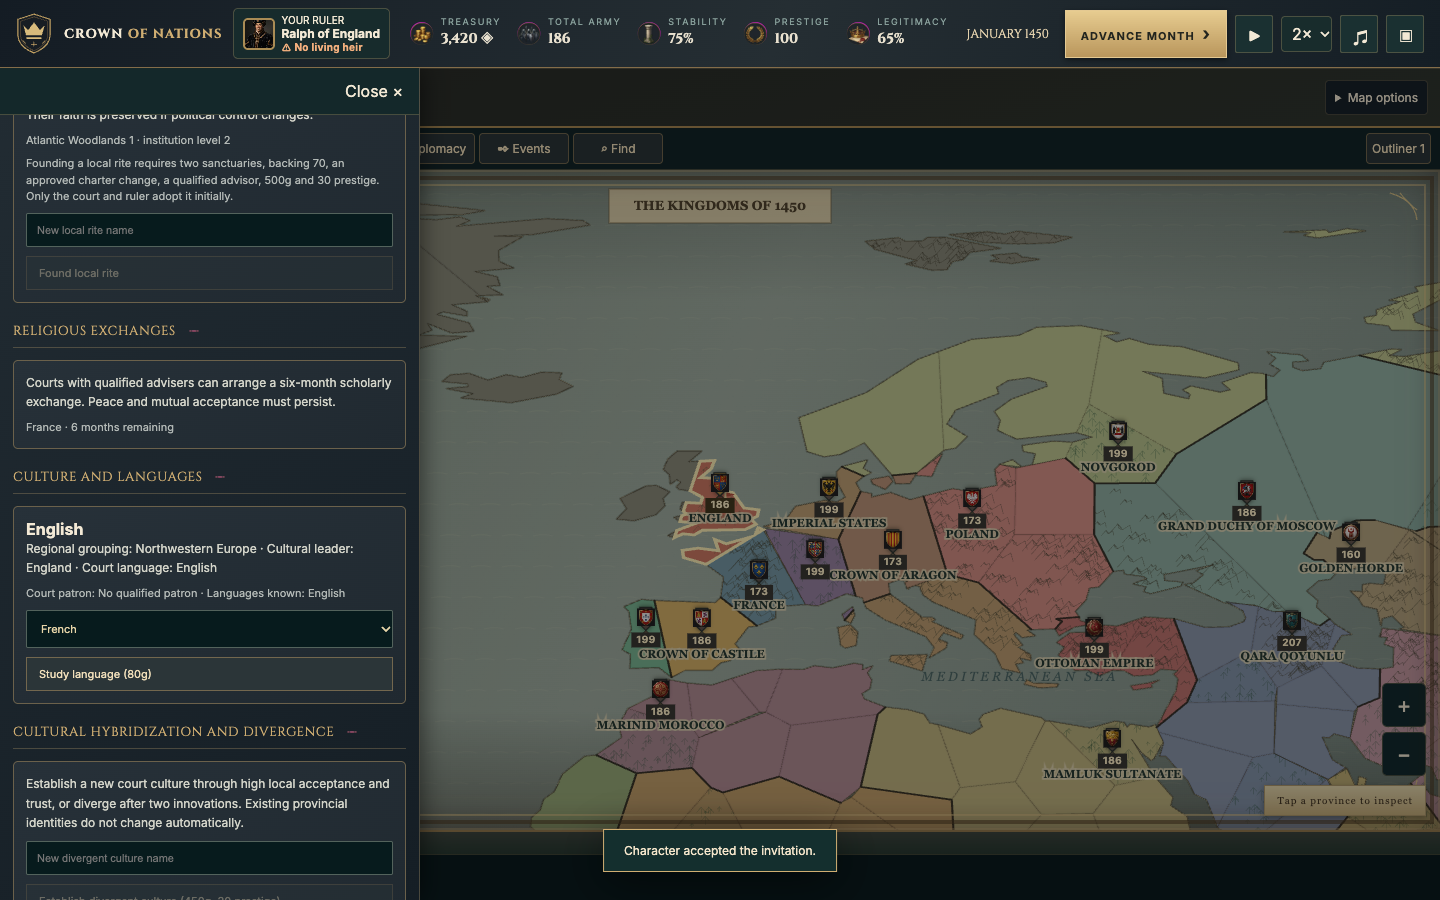 CROWN OF NATIONS
YOUR RULER
Ralph of England
⚠ No living heir
TREASURY
3,420 ◈
TOTAL ARMY
186
STABILITY
75%
PRESTIGE
100
LEGITIMACY
65%
JANUARY 1450
ADVANCE MONTH ›
2×
Close ×
Map options
plomacy
Events
Find
Outliner 1
Their faith is preserved if political control changes.
Atlantic Woodlands 1 · institution level 2
Founding a local rite requires two sanctuaries, backing 70, an
approved charter change, a qualified advisor, 500g and 30 prestige.
Only the court and ruler adopt it initially.
New local rite name
Found local rite
RELIGIOUS EXCHANGES
Courts with qualified advisers can arrange a six-month scholarly
exchange. Peace and mutual acceptance must persist.
France · 6 months remaining
CULTURE AND LANGUAGES
English
Regional grouping: Northwestern Europe · Cultural leader:
England · Court language: English
Court patron: No qualified patron · Languages known: English
French
Study language (80g)
CULTURAL HYBRIDIZATION AND DIVERGENCE
Establish a new court culture through high local acceptance and
trust, or diverge after two innovations. Existing provincial
identities do not change automatically.
New divergent culture name
THE KINGDOMS OF 1450
199
NOVGOROD
186
ENGLAND
199
IMPERIAL STATES
173
POLAND
186
GRAND DUCHY OF MOSCOW
160
GOLDEN HORDE
199
173
CROWN OF ARAGON
173
FRANCE
199
186
CROWN OF CASTILE
199
OTTOMAN EMPIRE
207
QARA QOYUNLU
MEDITERRANEAN SEA
186
MARINID MOROCCO
186
MAMLUK SULTANATE
+
−
Tap a province to inspect
Character accepted the invitation.